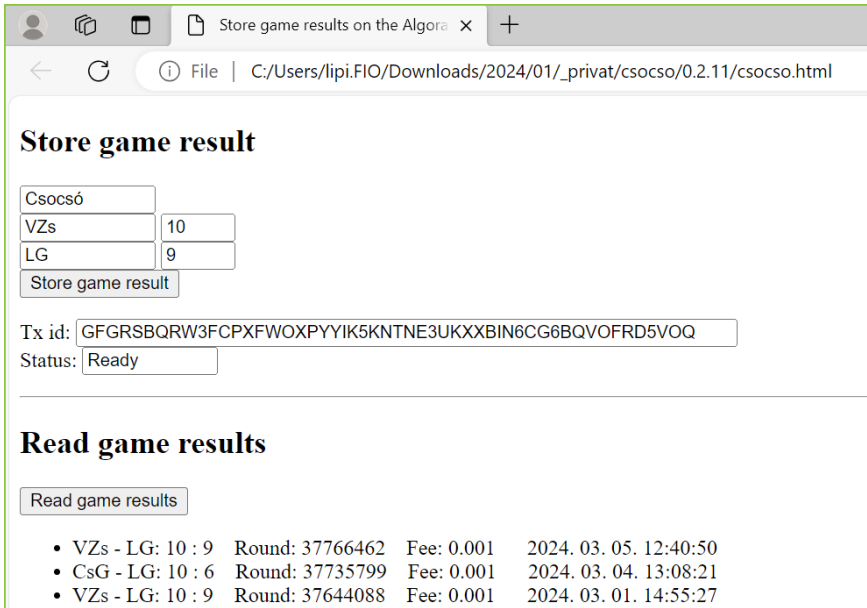 Store game results on the Algora
File | C:/Users/lipi.FIO/Downloads/2024/01/_privat/csocso/0.2.11/csocso.html
Store game result
Csocsó
VZs 10
LG 9
Store game result
Tx id: GFGRSBQRW3FCPXFWOXPYYIK5KNTNE3UKXXBIN6CG6BQVOFRD5VOQ
Status: Ready
Read game results
Read game results
• VZs - LG: 10 : 9 Round: 37766462 Fee: 0.001 2024. 03. 05. 12:40:50
• CsG - LG: 10 : 6 Round: 37735799 Fee: 0.001 2024. 03. 04. 13:08:21
• VZs - LG: 10 : 9 Round: 37644088 Fee: 0.001 2024. 03. 01. 14:55:27